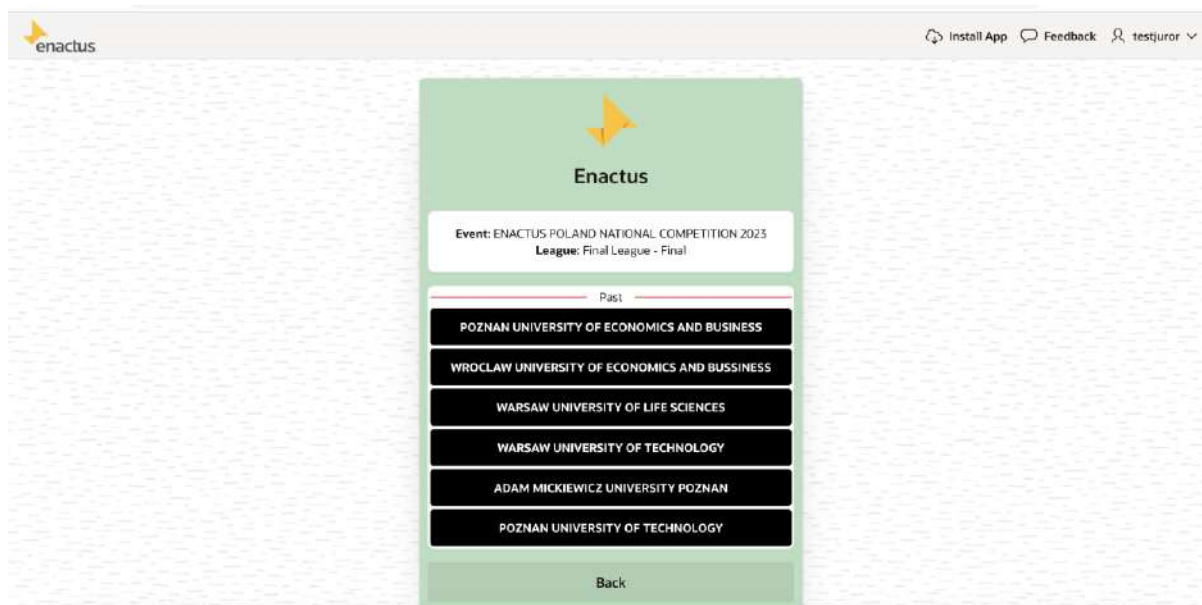 enactus
Install App Feedback testjuror
Enactus
Event: ENACTUS POLAND NATIONAL COMPETITION 2023
League: Final League - Final
Past
POZNAN UNIVERSITY OF ECONOMICS AND BUSINESS
WROCLAW UNIVERSITY OF ECONOMICS AND BUSSINESS
WARSAW UNIVERSITY OF LIFE SCIENCES
WARSAW UNIVERSITY OF TECHNOLOGY
ADAM MICKIEWICZ UNIVERSITY POZNAN
POZNAN UNIVERSITY OF TECHNOLOGY
Back